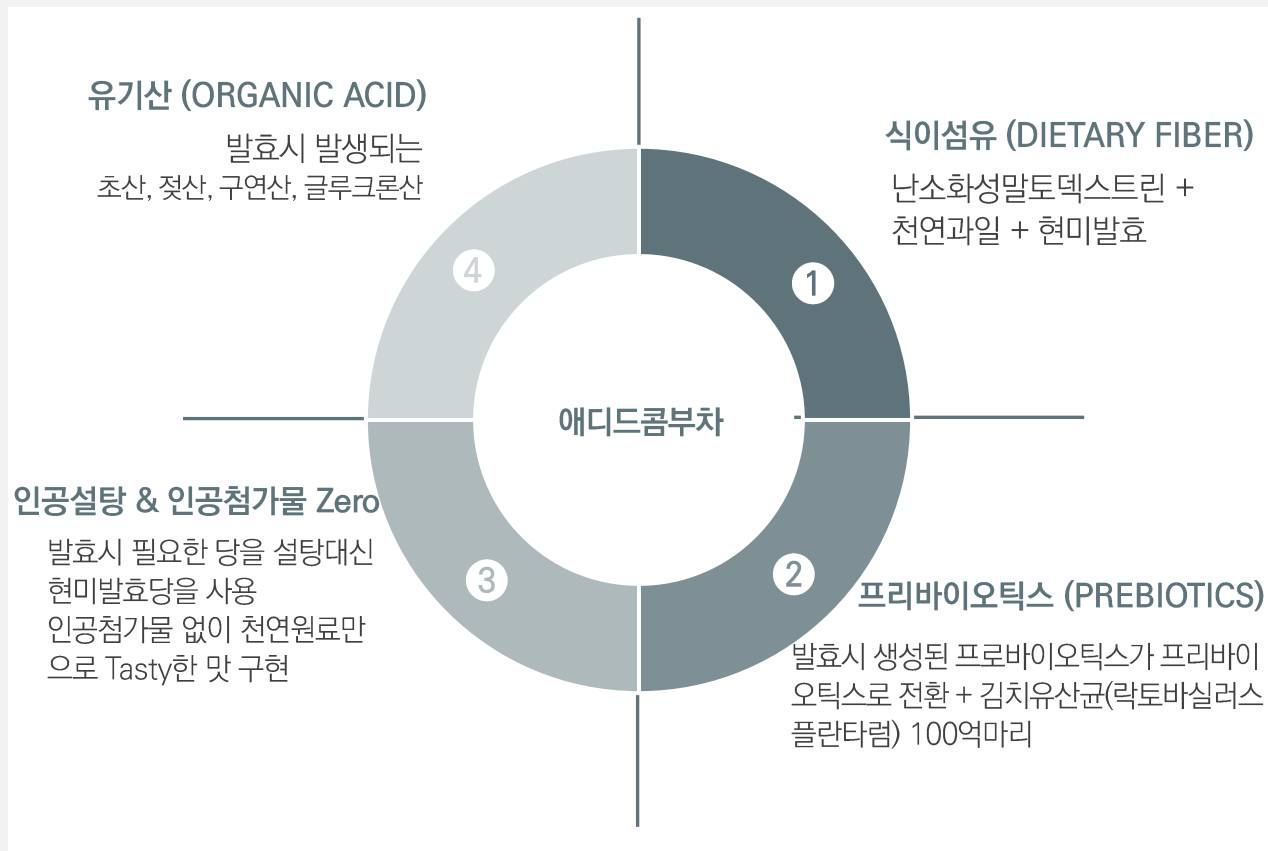 유기산 (ORGANIC ACID)
발효시 발생되는
초산, 젖산, 구연산, 글루크론산
식이섬유 (DIETARY FIBER)
난소화성말토덱스트린 +
천연과일 + 현미발효
4
1
애디드콤부차
인공설탕 & 인공첨가물 Zero
발효시 필요한 당을 설탕대신
현미발효당을 사용
인공첨가물 없이 천연원료만
으로 Tasty한 맛 구현
3
2
프리바이오틱스 (PREBIOTICS)
발효시 생성된 프로바이오틱스가 프리바이
오틱스로 전환 + 김치유산균(락토바실러스
플란타럼) 100억마리